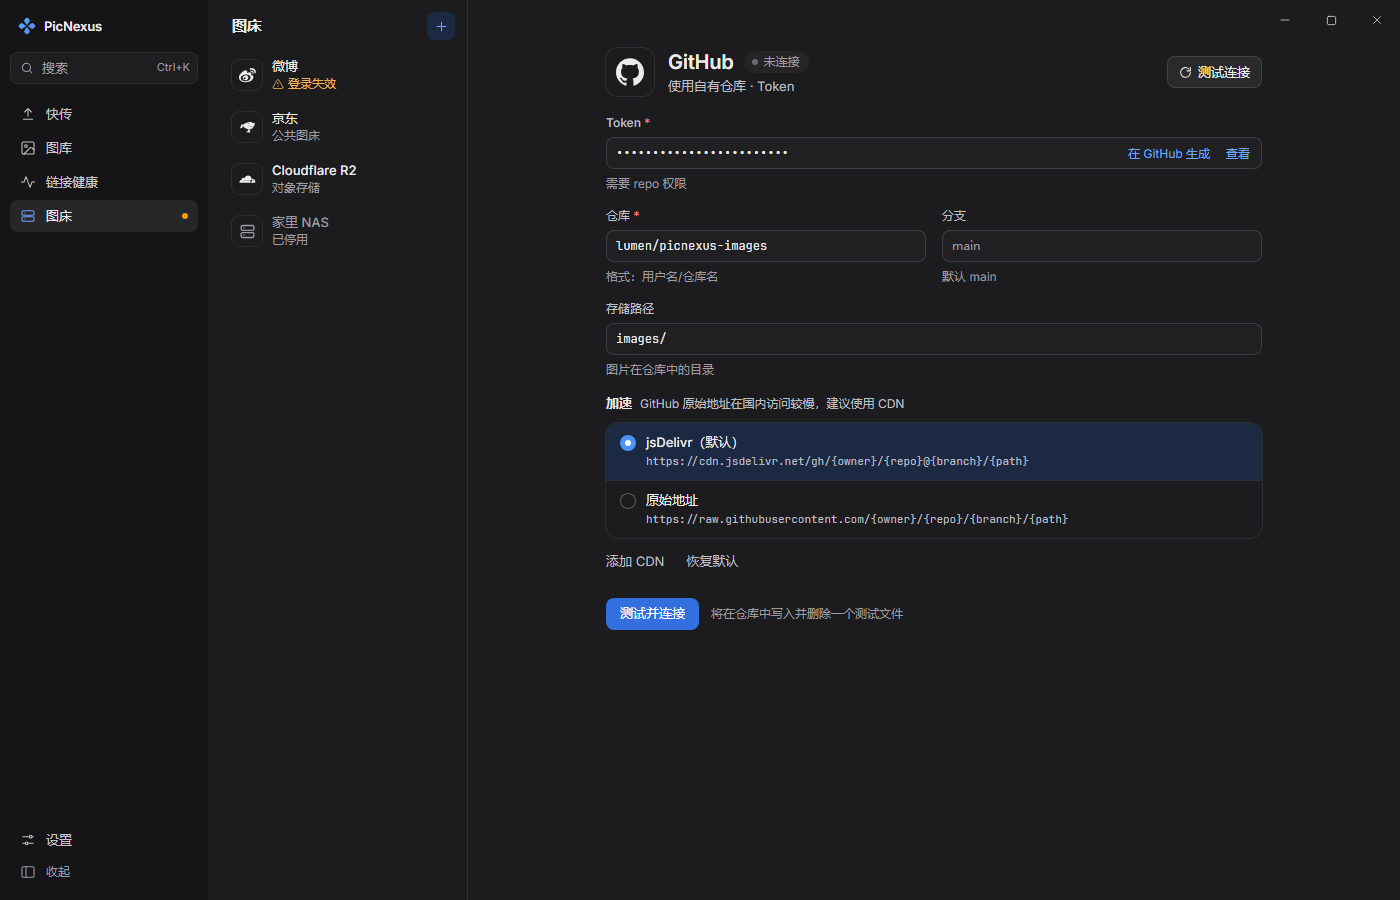 PicNexus
搜索
Ctrl+K
快传
图库
链接健康
图床
设置
收起
图床
微博
登录失效
京东
公共图床
Cloudflare R2
对象存储
家里 NAS
已停用
GitHub
未连接
使用自有仓库 · Token
测试连接
Token *
••••••••••••••••••••••••
在 GitHub 生成
查看
需要 repo 权限
仓库 *
分支
lumen/picnexus-images
main
格式：用户名/仓库名
默认 main
存储路径
images/
图片在仓库中的目录
加速 GitHub 原始地址在国内访问较慢，建议使用 CDN
jsDelivr（默认）
https://cdn.jsdelivr.net/gh/{owner}/{repo}@{branch}/{path}
原始地址
https://raw.githubusercontent.com/{owner}/{repo}/{branch}/{path}
添加 CDN
恢复默认
测试并连接
将在仓库中写入并删除一个测试文件